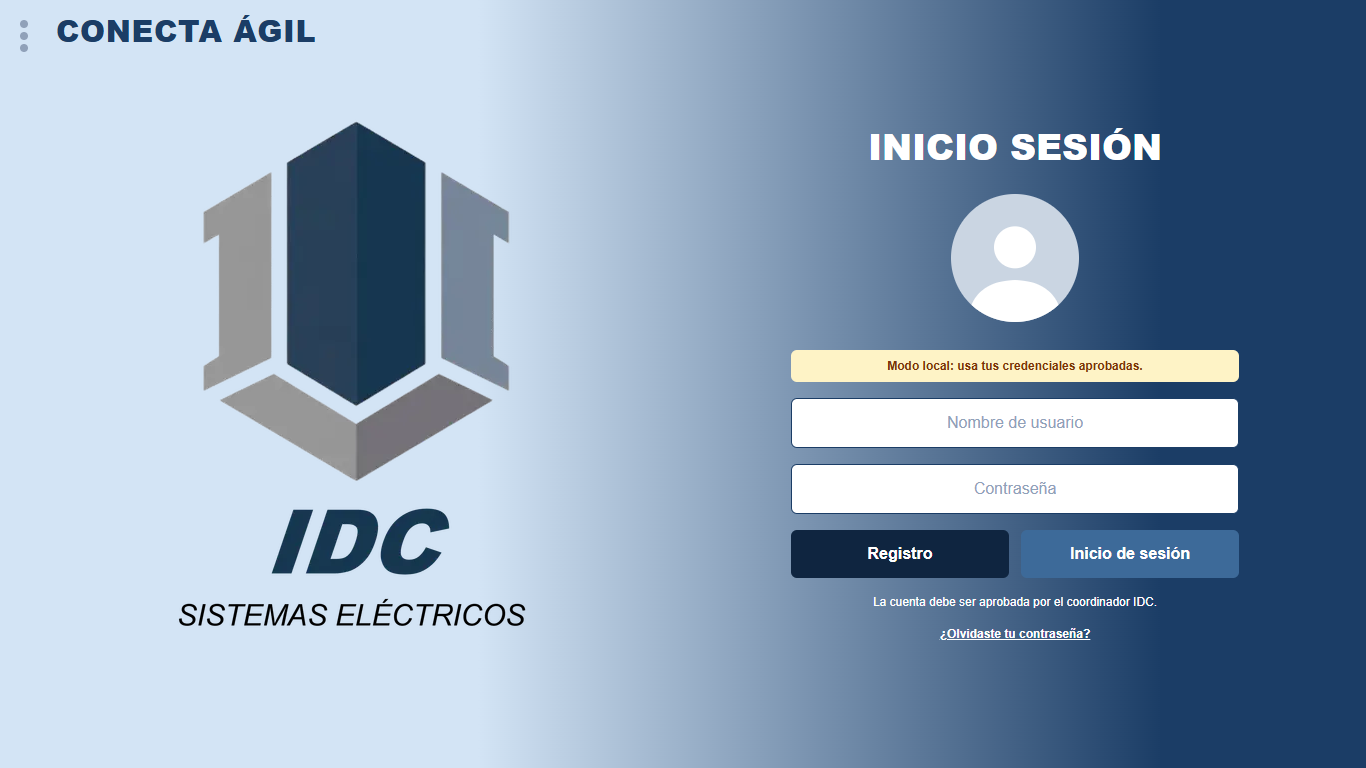 CONECTA ÁGIL
IDC
SISTEMAS ELÉCTRICOS
INICIO SESIÓN
Modo local: usa tus credenciales aprobadas.
Nombre de usuario
Contraseña
Registro
Inicio de sesión
La cuenta debe ser aprobada por el coordinador IDC.
¿Olvidaste tu contraseña?